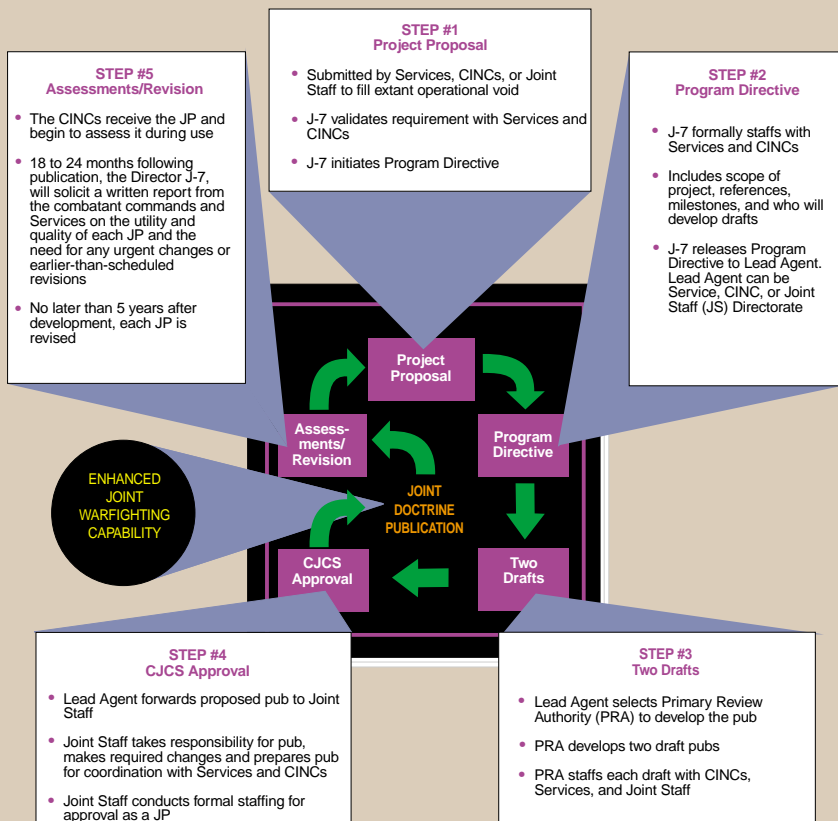 STEP #1
Project Proposal
• Submitted by Services, CINCs, or Joint
Staff to fill extant operational void
• J-7 validates requirement with Services and
CINCs
• J-7 initiates Program Directive
STEP #5
Assessments/Revision
• The CINCs receive the JP and
begin to assess it during use
• 18 to 24 months following
publication, the Director J-7,
will solicit a written report from
the combatant commands and
Services on the utility and
quality of each JP and the
need for any urgent changes or
earlier-than-scheduled
revisions
• No later than 5 years after
development, each JP is
revised
STEP #2
Program Directive
• J-7 formally staffs with
Services and CINCs
• Includes scope of
project, references,
milestones, and who will
develop drafts
• J-7 releases Program
Directive to Lead Agent.
Lead Agent can be
Service, CINC, or Joint
Staff (JS) Directorate
Project
Proposal
Assess-
ments/
Revision
Program
Directive
ENHANCED
JOINT
WARFIGHTING
CAPABILITY
JOINT
DOCTRINE
PUBLICATION
CJCS
Approval
Two
Drafts
STEP #4
CJCS Approval
• Lead Agent forwards proposed pub to Joint
Staff
• Joint Staff takes responsibility for pub,
makes required changes and prepares pub
for coordination with Services and CINCs
• Joint Staff conducts formal staffing for
approval as a JP
STEP #3
Two Drafts
• Lead Agent selects Primary Review
Authority (PRA) to develop the pub
• PRA develops two draft pubs
• PRA staffs each draft with CINCs,
Services, and Joint Staff